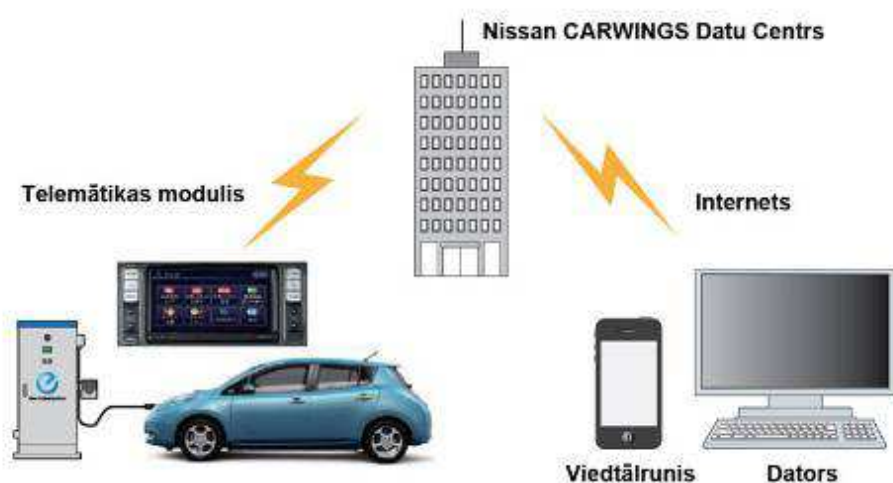 Nissan CARWINGS Datu Centrs
Telemātikas modulis
Internets
Viedtālrunis
Dators